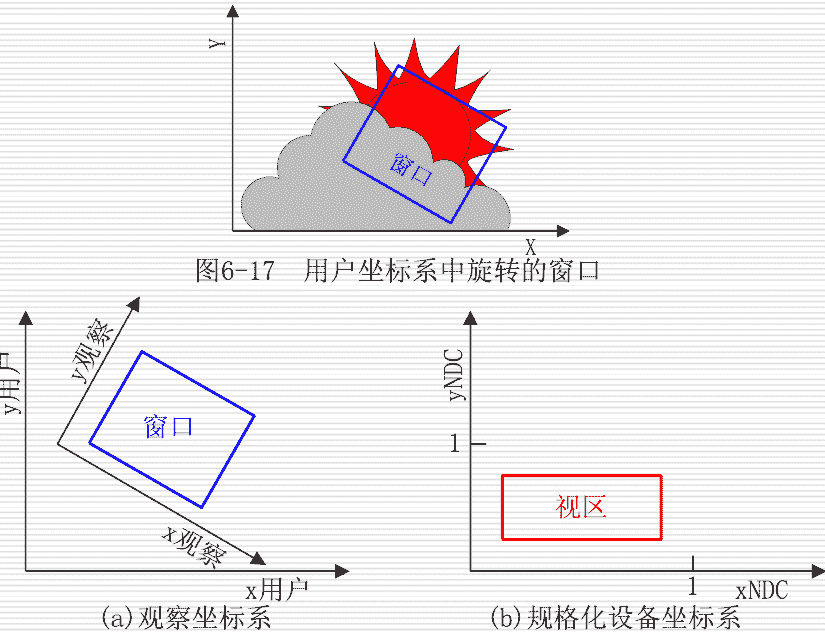 Y
窗口
X
图6-17 用户坐标系中旋转的窗口
y用户
y观察
窗口
x观察
x用户
(a)观察坐标系
yNDC
1
视区
1
xNDC
(b)规格化设备坐标系